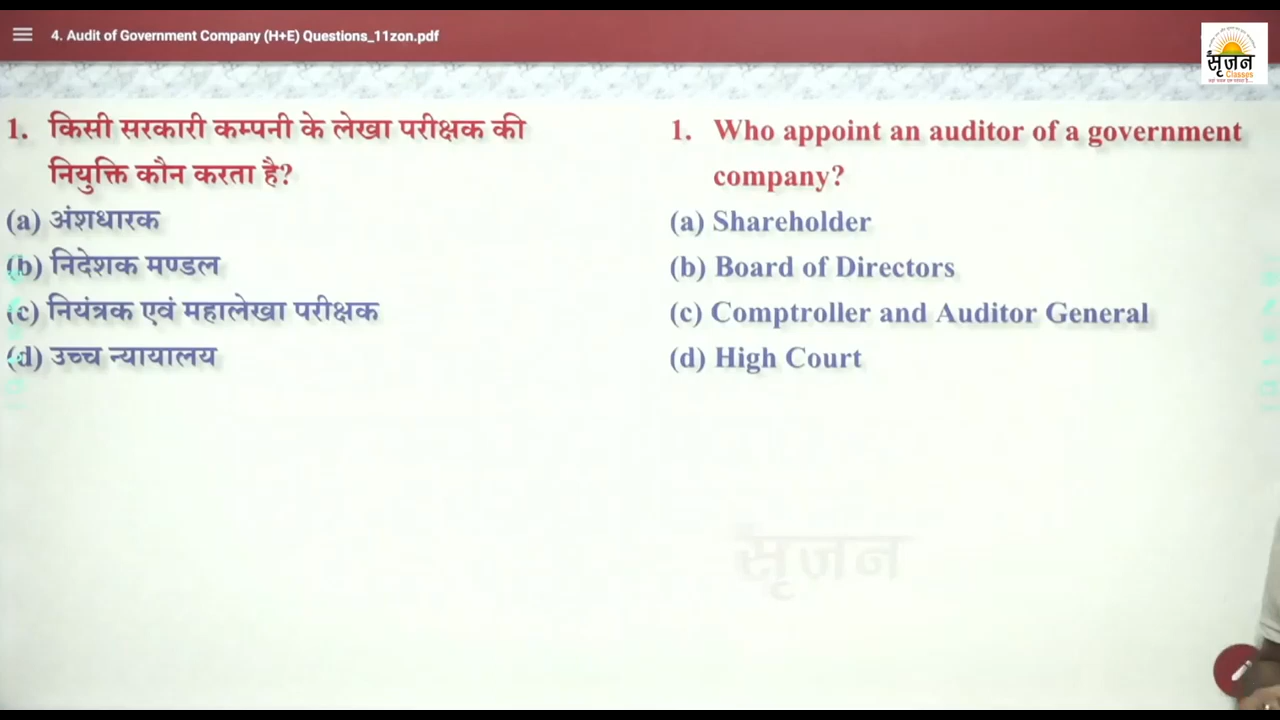 4. Audit of Government Company (H+E) Questions_11zon.pdf
सृजन
Classes
1. किसी सरकारी कम्पनी के लेखा परीक्षक की
नियुक्ति कौन करता है?
(a) अंशधारक
(b) निदेशक मण्डल
(c) नियंत्रक एवं महालेखा परीक्षक
(d) उच्च न्यायालय
1. Who appoint an auditor of a government
company?
(a) Shareholder
(b) Board of Directors
(c) Comptroller and Auditor General
(d) High Court
सृजन